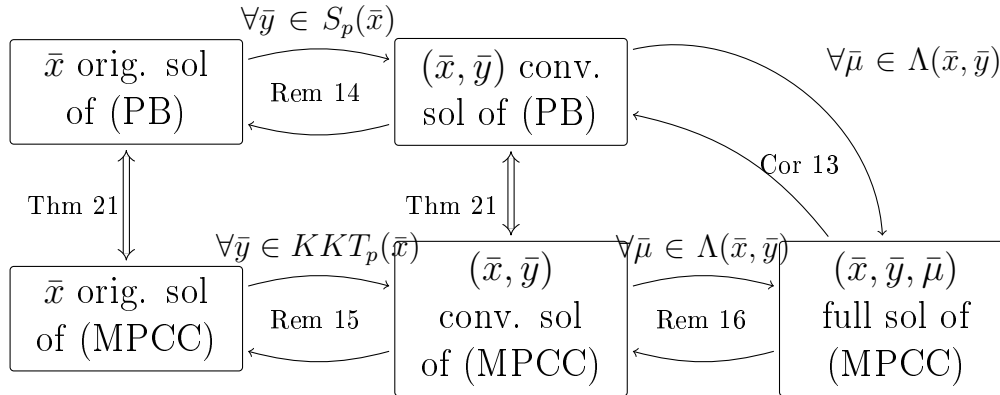 ∀ȳ ∈ S_p(x̄)
x̄ orig. sol
of (PB)
Rem 14
(x̄, ȳ) conv.
sol of (PB)
∀μ̄ ∈ Λ(x̄, ȳ)
Cor 13
Thm 21
Thm 21
∀ȳ ∈ KKT_p(x̄)
∀μ̄ ∈ Λ(x̄, ȳ)
x̄ orig. sol
of (MPCC)
Rem 15
(x̄, ȳ)
conv. sol
of (MPCC)
Rem 16
(x̄, ȳ, μ̄)
full sol of
(MPCC)